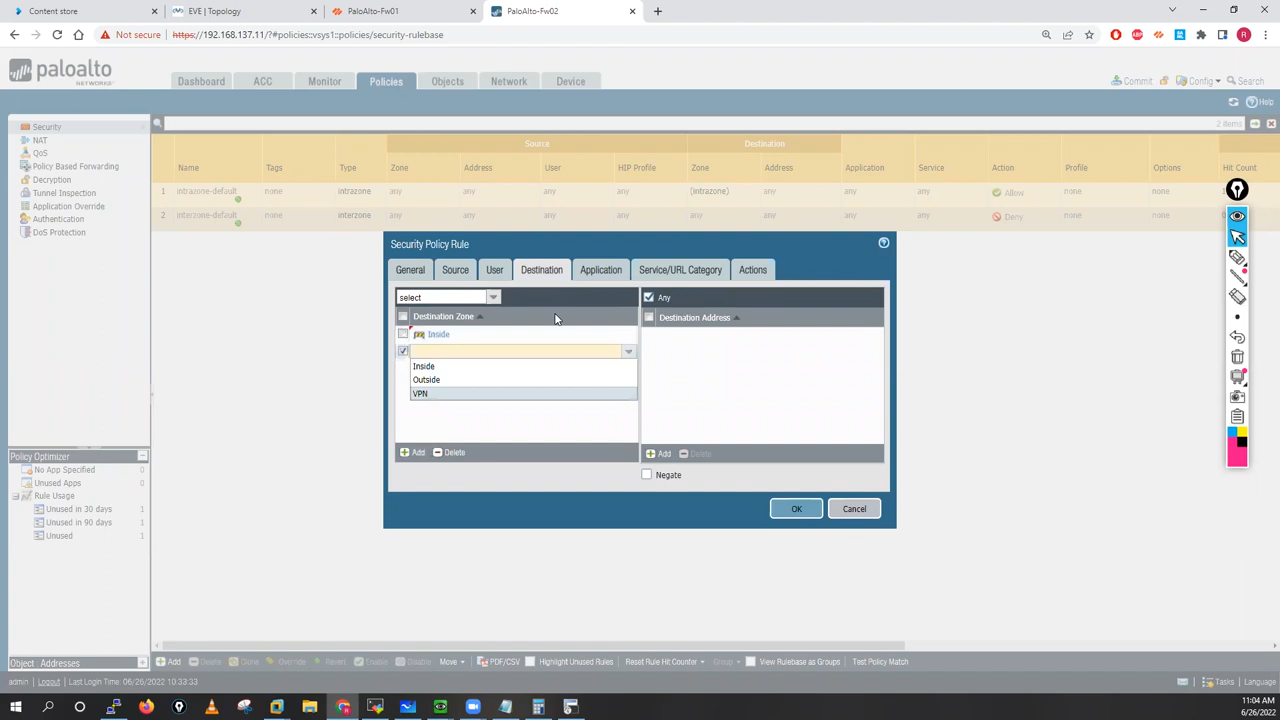 Content store
EVE | Topology
PaloAlto-Fw01
PaloAlto-Fw02
Not secure
https://192.168.137.11/?#policies::vsys1::policies/security-rulebase
R
paloalto
NETWORKS
Dashboard ACC Monitor Policies Objects Network Device
Commit Config Search
Help
Security
NAT
QoS
Policy Based Forwarding
Decryption
Tunnel Inspection
Application Override
Authentication
DoS Protection
2 items
Source Destination
Name Tags Type Zone Address User HIP Profile Zone Address Application Service Action Profile Options Hit Count
1 intrazone-default none intrazone any any any any (intrazone) any any any Allow none none
2 interzone-default none interzone any any any any any any any any Deny none none
Security Policy Rule
General Source User Destination Application Service/URL Category Actions
select
Any
Destination Zone
Destination Address
Inside
Inside
Outside
VPN
Add Delete
Add Delete
Negate
OK Cancel
Policy Optimizer
No App Specified 0
Unused Apps 0
Rule Usage
Unused in 30 days 1
Unused in 90 days 1
Unused 1
Object : Addresses
Add Delete Clone Override Revert Enable Disable Move PDF/CSV Highlight Unused Rules Reset Rule Hit Counter Group View Rulebase as Groups Test Policy Match
admin | Logout | Last Login Time: 06/26/2022 10:33:33
Tasks | Language
11:04 AM
6/26/2022